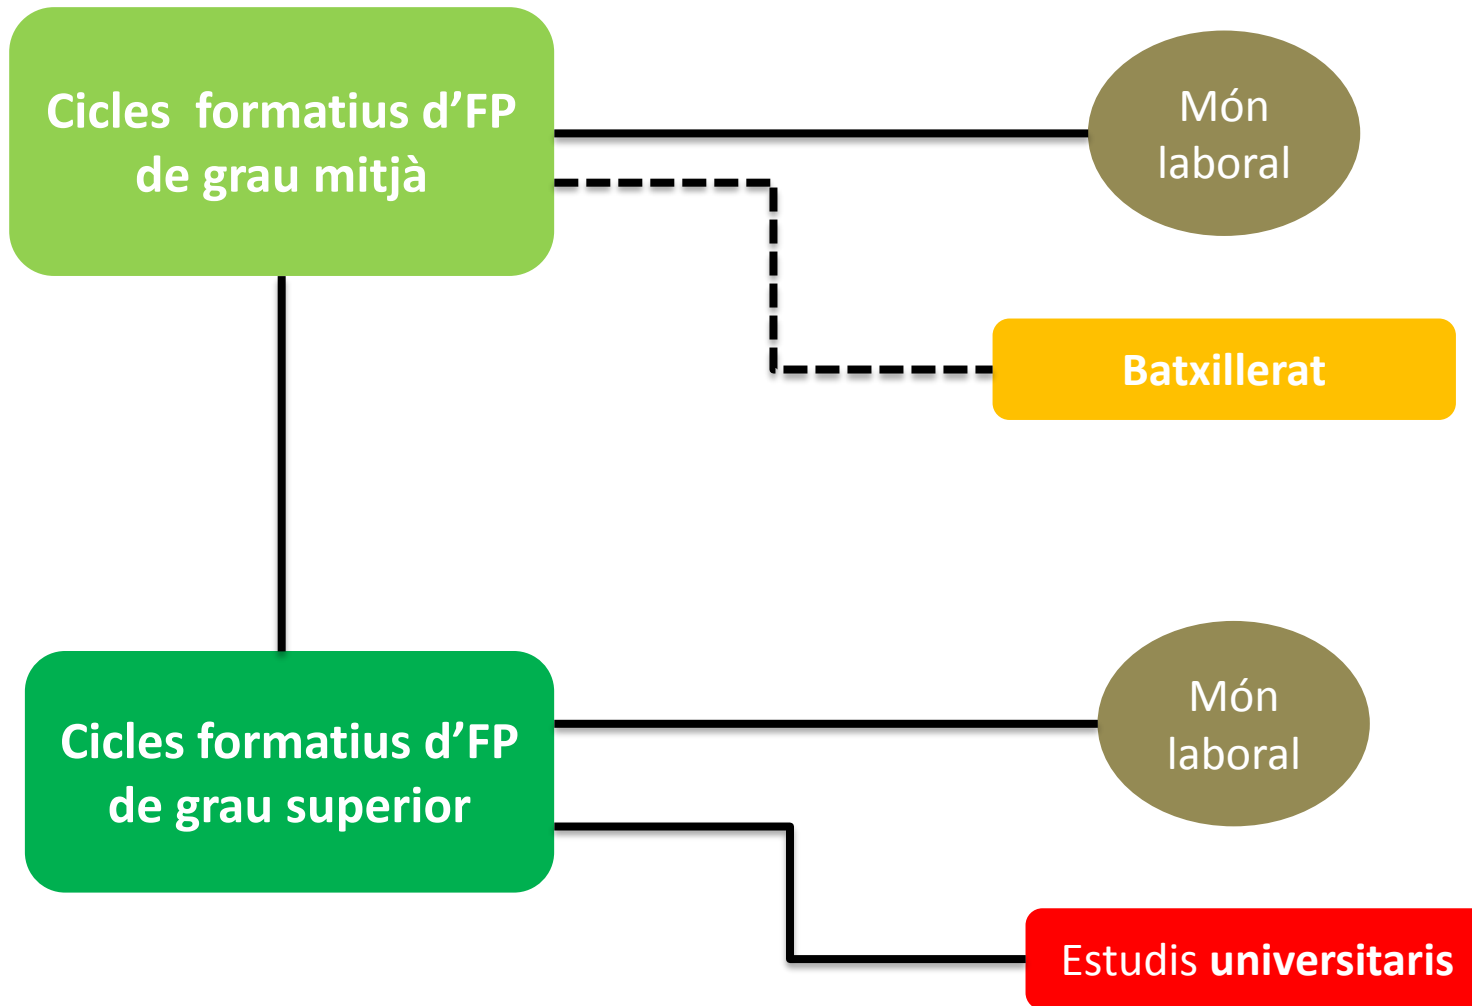 Cicles formatius d’FP
de grau mitjà
Món
laboral
Batxillerat
Cicles formatius d’FP
de grau superior
Món
laboral
Estudis universitaris